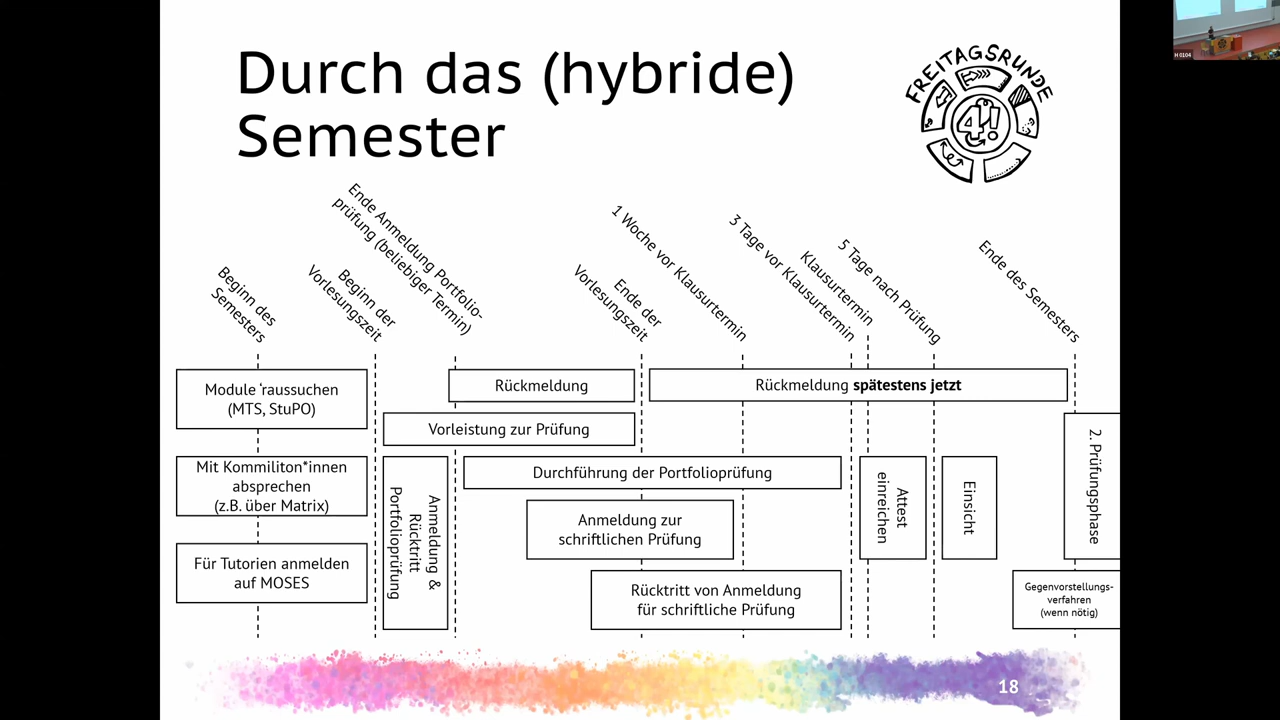 Durch das (hybride)
Semester
FREITAGSRUNDE
4!
H 0104
Beginn des
Semesters
Beginn der
Vorlesungszeit
Ende Anmeldung Portfolio-
prüfung (beliebiger Termin)
Ende der
Vorlesungszeit
1 Woche vor Klausurtermin
3 Tage vor Klausurtermin
Klausurtermin
5 Tage nach Prüfung
Ende des Semesters
Module ‘raussuchen
(MTS, StuPO)
Rückmeldung
Rückmeldung spätestens jetzt
Vorleistung zur Prüfung
Mit Kommiliton*innen
absprechen
(z.B. über Matrix)
Anmeldung &
Rücktritt
Portfolioprüfung
Durchführung der Portfolioprüfung
Attest
einreichen
Einsicht
2. Prüfungsphase
Anmeldung zur
schriftlichen Prüfung
Für Tutorien anmelden
auf MOSES
Rücktritt von Anmeldung
für schriftliche Prüfung
Gegenvorstellungs-
verfahren
(wenn nötig)
18